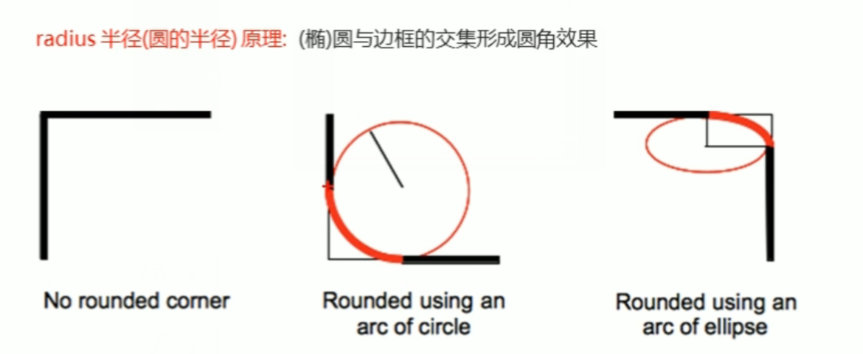 radius 半径(圆的半径) 原理: (椭)圆与边框的交集形成圆角效果
No rounded corner
Rounded using an
arc of circle
Rounded using an
arc of ellipse